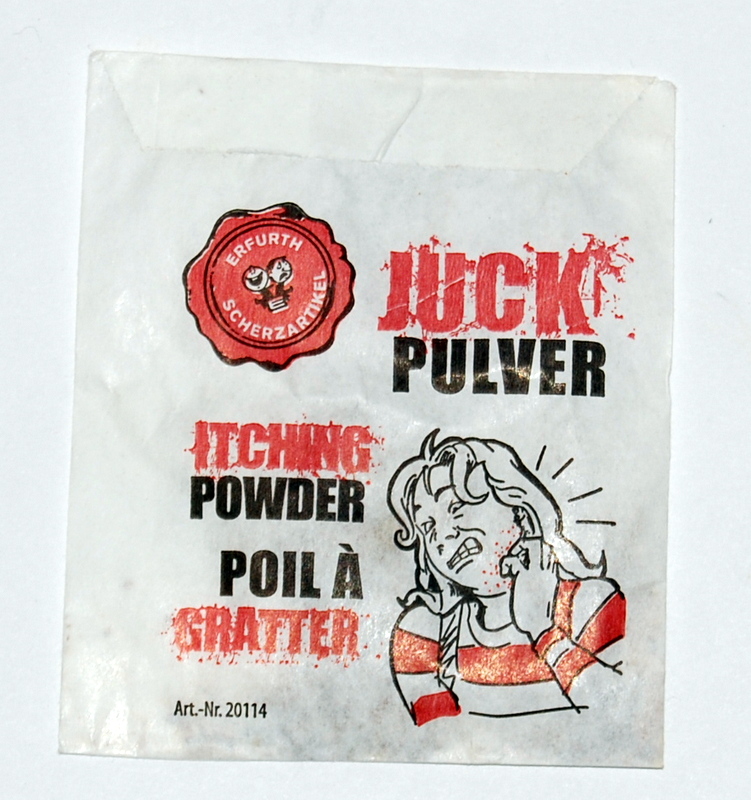 ERFURTH
SCHERZARTIKEL
JUCK
PULVER
ITCHING
POWDER
POIL À
GRATTER
Art.-Nr. 20114